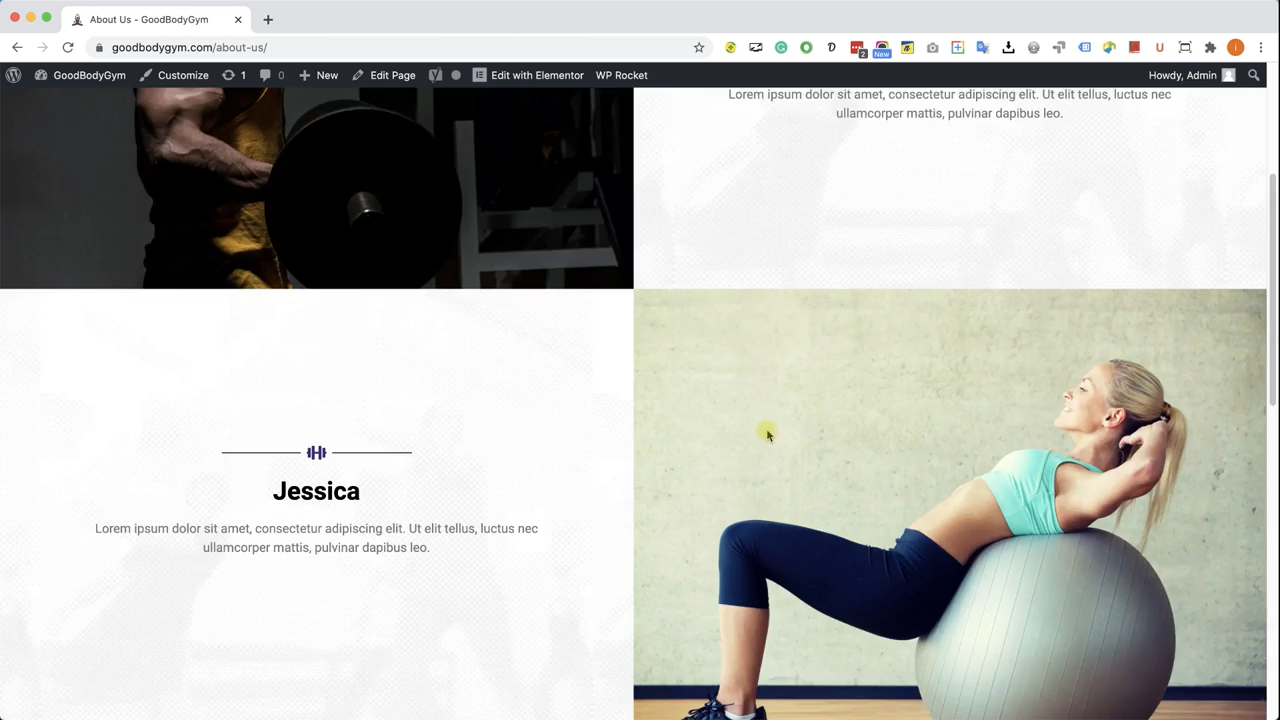 About Us - GoodBodyGym
goodbodygym.com/about-us/
2
New
i
GoodBodyGym
Customize
1
0
New
Edit Page
Edit with Elementor
WP Rocket
Howdy, Admin
Lorem ipsum dolor sit amet, consectetur adipiscing elit. Ut elit tellus, luctus nec
ullamcorper mattis, pulvinar dapibus leo.
Jessica
Lorem ipsum dolor sit amet, consectetur adipiscing elit. Ut elit tellus, luctus nec
ullamcorper mattis, pulvinar dapibus leo.